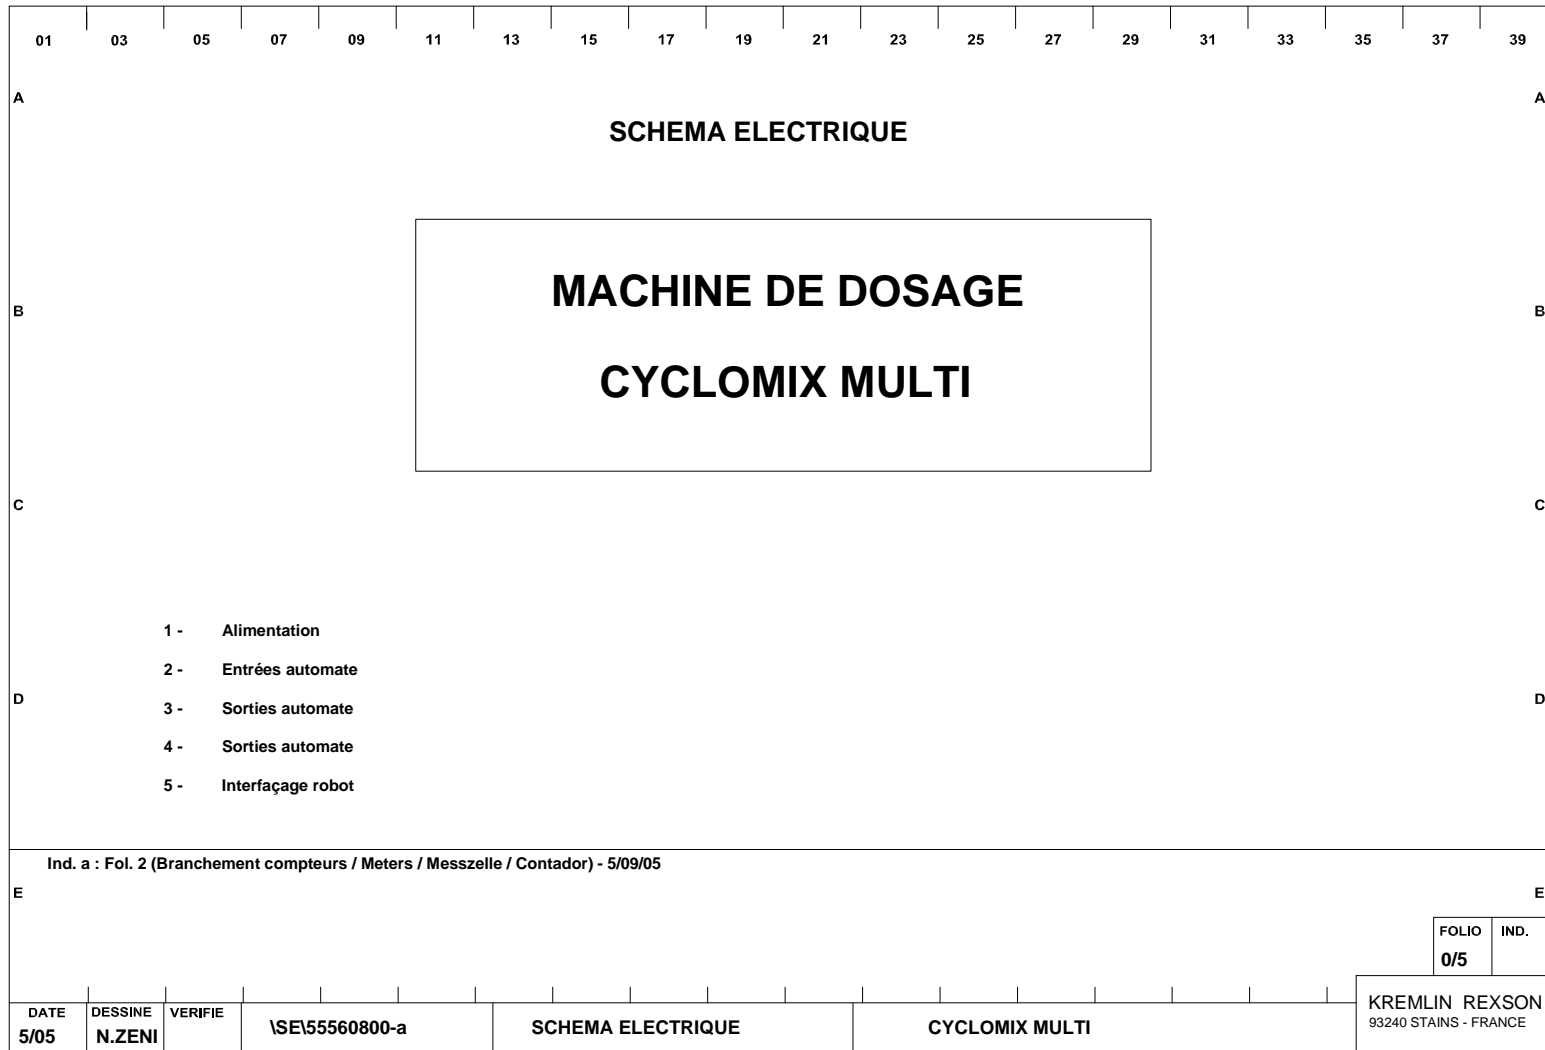 01 03 05 07 09 11 13 15 17 19 21 23 25 27 29 31 33 35 37 39
A A
SCHEMA ELECTRIQUE
MACHINE DE DOSAGE
B B
CYCLOMIX MULTI
C C
1 - Alimentation
2 - Entrées automate
D D
3 - Sorties automate
4 - Sorties automate
5 - Interfaçage robot
Ind. a : Fol. 2 (Branchement compteurs / Meters / Messzelle / Contador) - 5/09/05
E E
FOLIO IND.
0/5
DATE DESSINE VERIFIE
5/05 N.ZENI \SE\55560800-a SCHEMA ELECTRIQUE CYCLOMIX MULTI
KREMLIN REXSON
93240 STAINS - FRANCE